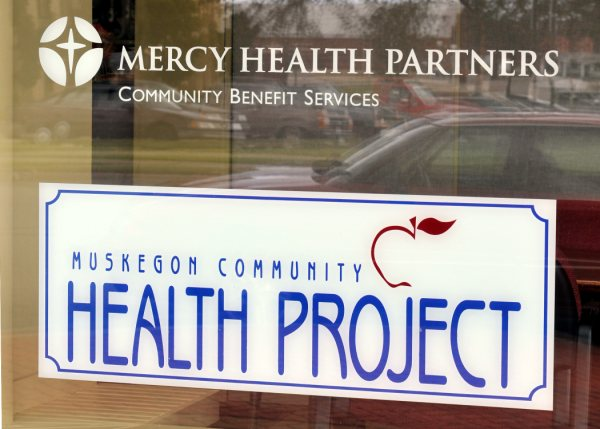 MERCY HEALTH PARTNERS
COMMUNITY BENEFIT SERVICES
MUSKEGON COMMUNITY
HEALTH PROJECT